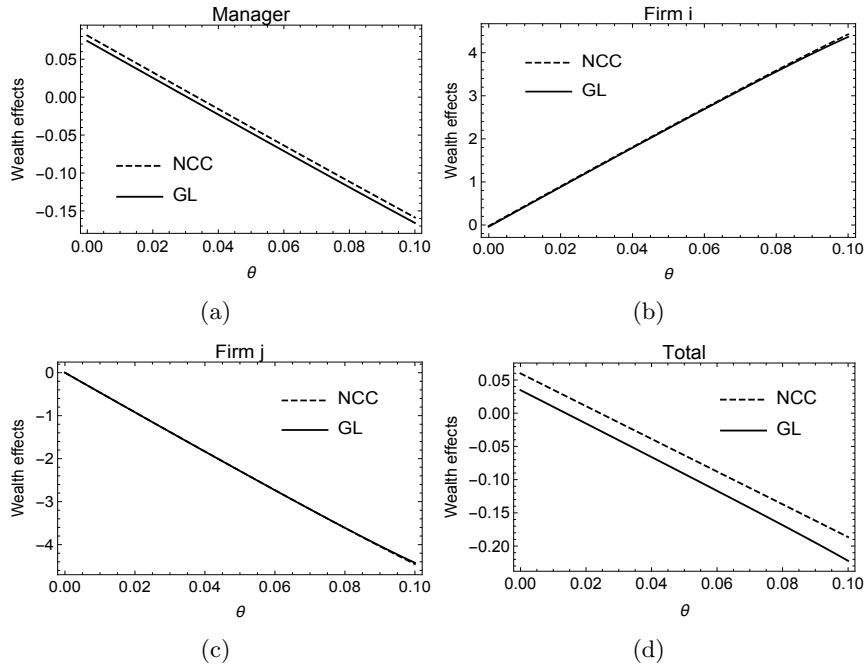 Manager
Wealth effects
0.05
0.00
−0.05
−0.10
−0.15
NCC
GL
0.00 0.02 0.04 0.06 0.08 0.10
θ
(a)
Firm i
Wealth effects
4
3
2
1
0
NCC
GL
0.00 0.02 0.04 0.06 0.08 0.10
θ
(b)
Firm j
Wealth effects
0
−1
−2
−3
−4
NCC
GL
0.00 0.02 0.04 0.06 0.08 0.10
θ
(c)
Total
Wealth effects
0.05
0.00
−0.05
−0.10
−0.15
−0.20
NCC
GL
0.00 0.02 0.04 0.06 0.08 0.10
θ
(d)